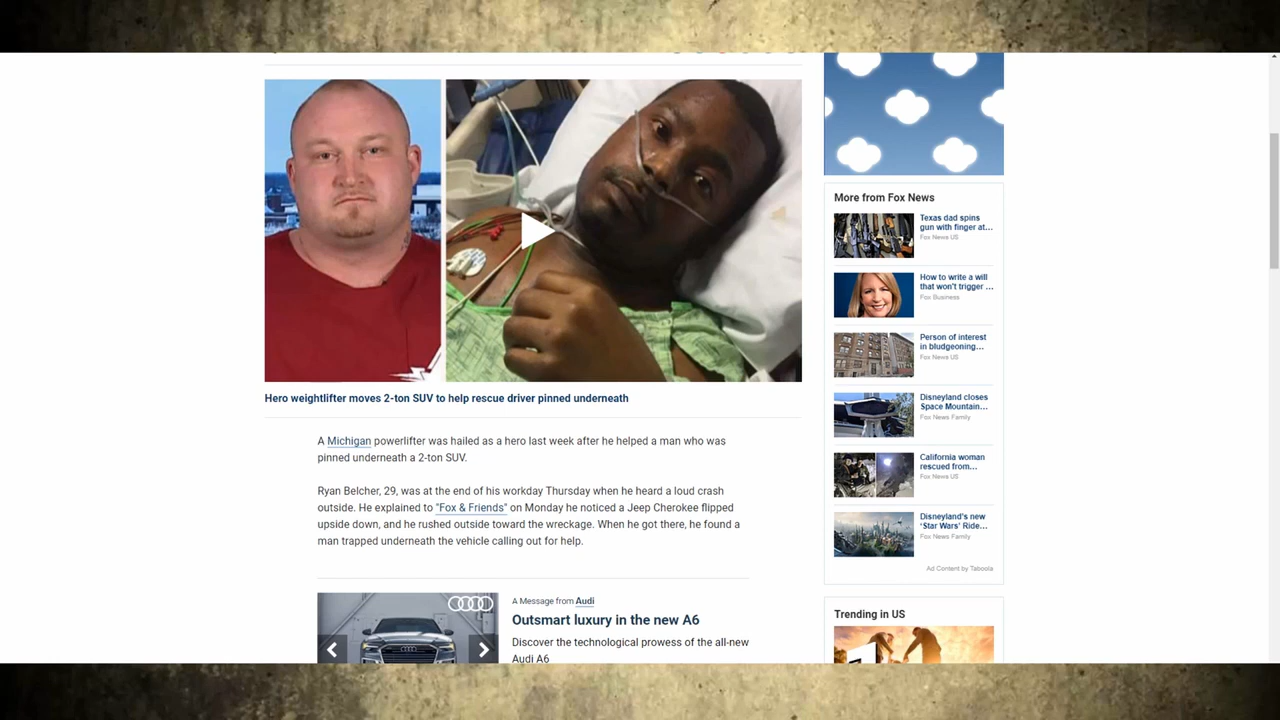 Hero weightlifter moves 2-ton SUV to help rescue driver pinned underneath
A Michigan powerlifter was hailed as a hero last week after he helped a man who was
pinned underneath a 2-ton SUV.
Ryan Belcher, 29, was at the end of his workday Thursday when he heard a loud crash
outside. He explained to "Fox & Friends" on Monday he noticed a Jeep Cherokee flipped
upside down, and he rushed outside toward the wreckage. When he got there, he found a
man trapped underneath the vehicle calling out for help.
A Message from Audi
Outsmart luxury in the new A6
Discover the technological prowess of the all-new
Audi A6
More from Fox News
Texas dad spins
gun with finger at...
Fox News US
How to write a will
that won't trigger ...
Fox Business
Person of interest
in bludgeoning...
Fox News US
Disneyland closes
Space Mountain...
Fox News Family
California woman
rescued from...
Fox News US
Disneyland's new
'Star Wars' Ride...
Fox News Family
Ad Content by Taboola
Trending in US